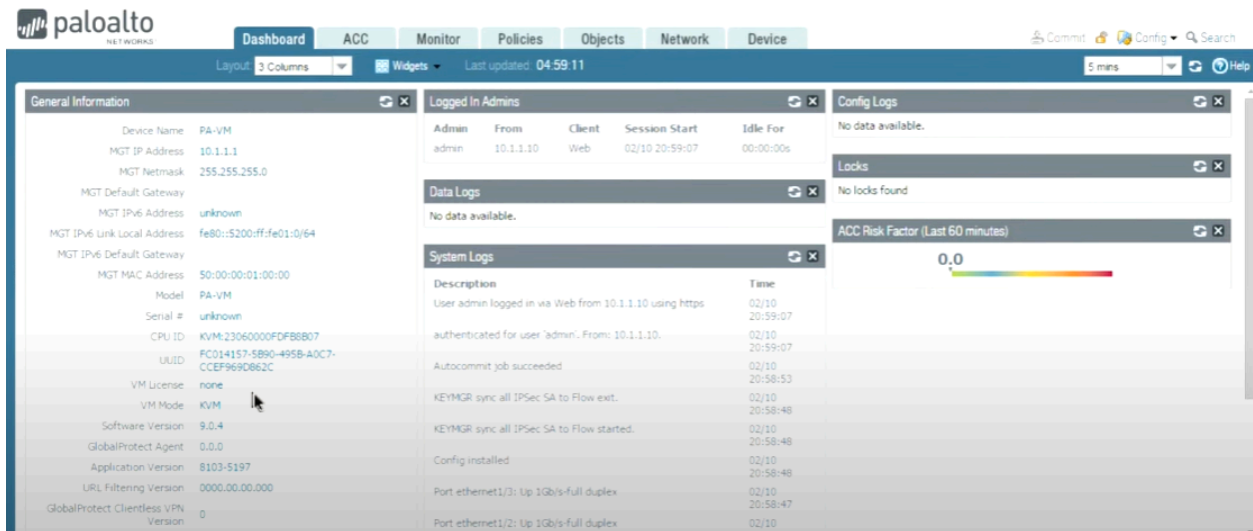 paloalto
NETWORKS
Dashboard ACC Monitor Policies Objects Network Device
Commit Config Search
Layout 3 Columns Widgets Last updated 04:59:11 5 mins Help
General Information
Device Name PA-VM
MGT IP Address 10.1.1.1
MGT Netmask 255.255.255.0
MGT Default Gateway
MGT IPv6 Address unknown
MGT IPv6 Link Local Address fe80::5200:ff:fe01:0/64
MGT IPv6 Default Gateway
MGT MAC Address 50:00:00:01:00:00
Model PA-VM
Serial # unknown
CPU ID KVM:23060000FDFB8B07
UUID FC014157-5B90-495B-A0C7-
CCEF969D862C
VM License none
VM Mode KVM
Software Version 9.0.4
GlobalProtect Agent 0.0.0
Application Version 8103-5197
URL Filtering Version 0000.00.00.000
GlobalProtect Clientless VPN
Version 0
Logged In Admins
Admin From Client Session Start Idle For
admin 10.1.1.10 Web 02/10 20:59:07 00:00:00s
Data Logs
No data available.
System Logs
Description Time
User admin logged in via Web from 10.1.1.10 using https 02/10
20:59:07
authenticated for user 'admin'. From: 10.1.1.10. 02/10
20:59:07
Autocommit job succeeded 02/10
20:58:53
KEYMGR sync all IPSec SA to Flow exit. 02/10
20:58:48
KEYMGR sync all IPSec SA to Flow started. 02/10
20:58:48
Config installed 02/10
20:58:48
Port ethernet1/3: Up 1Gb/s-full duplex 02/10
20:58:47
Port ethernet1/2: Up 1Gb/s-full duplex 02/10
Config Logs
No data available.
Locks
No locks found
ACC Risk Factor (Last 60 minutes)
0.0